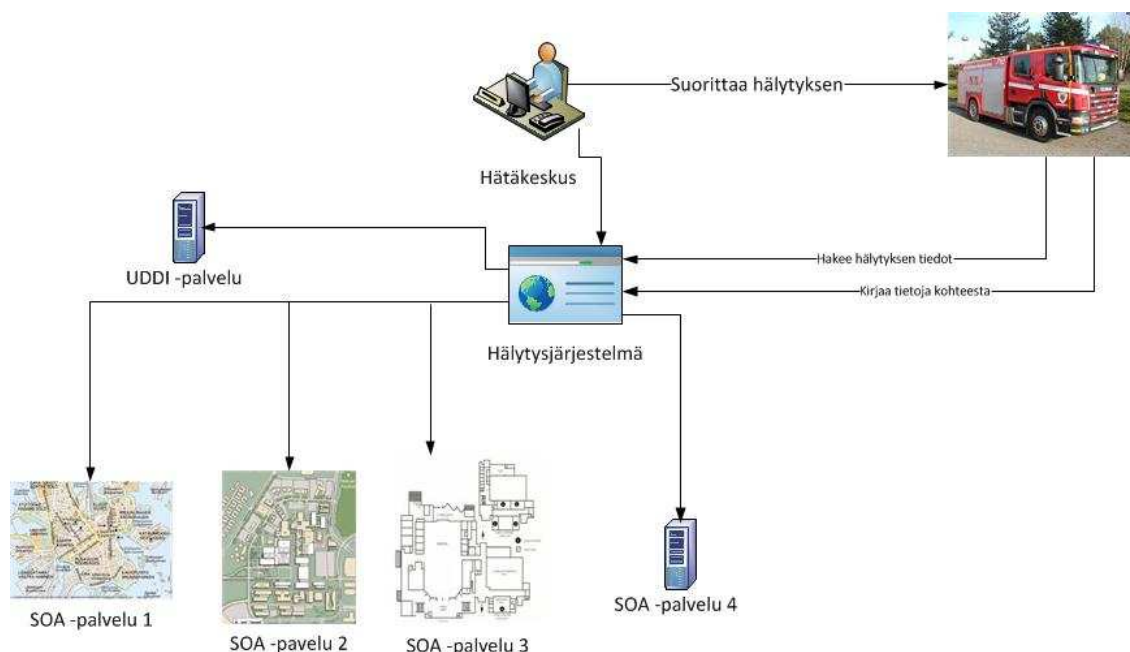 Suorittaa hälytyksen
Hätäkeskus
UDDI -palvelu
Hakee hälytyksen tiedot
Kirjaa tietoja kohteesta
Hälytysjärjestelmä
SOA -palvelu 1
SOA -pavelu 2
SOA -palvelu 3
SOA -palvelu 4